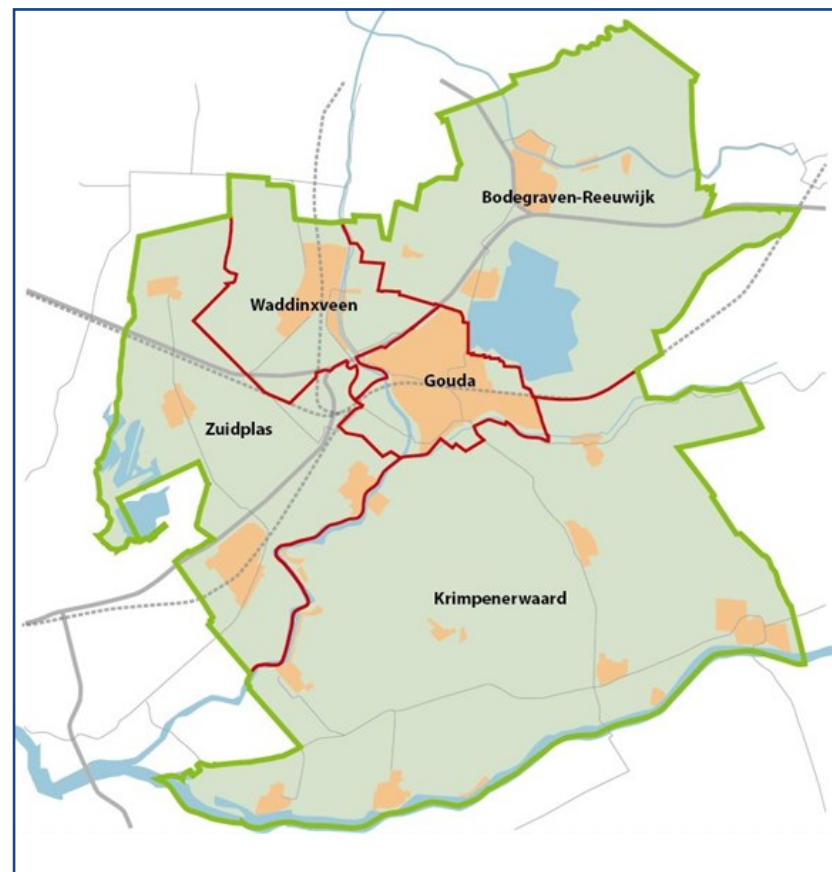 Bodegraven-Reeuwijk
Waddinxveen
Gouda
Zuidplas
Krimpenerwaard